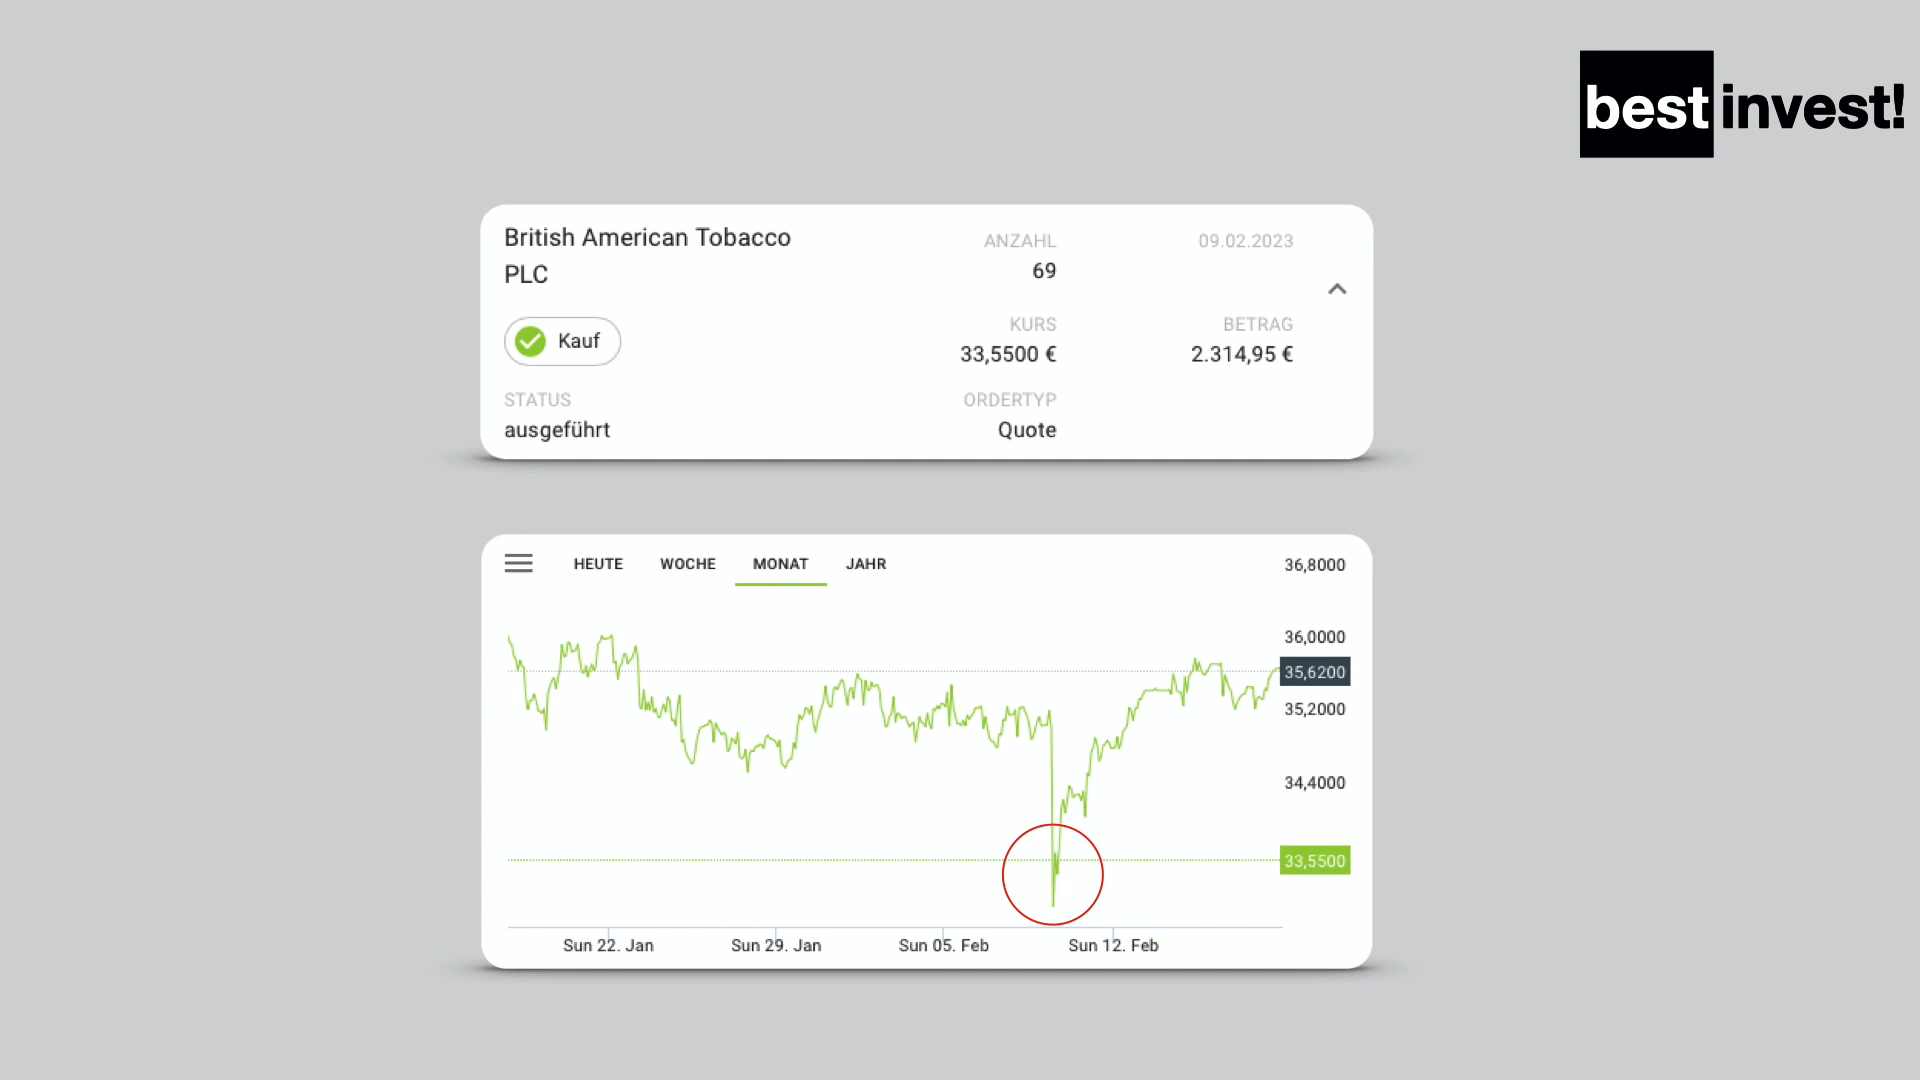 best invest!
British American Tobacco
PLC
ANZAHL
69
09.02.2023
Kauf
KURS
33,5500 €
BETRAG
2.314,95 €
STATUS
ausgeführt
ORDERTYP
Quote
HEUTE WOCHE MONAT JAHR
36,8000
36,0000
35,6200
35,2000
34,4000
33,5500
Sun 22. Jan Sun 29. Jan Sun 05. Feb Sun 12. Feb